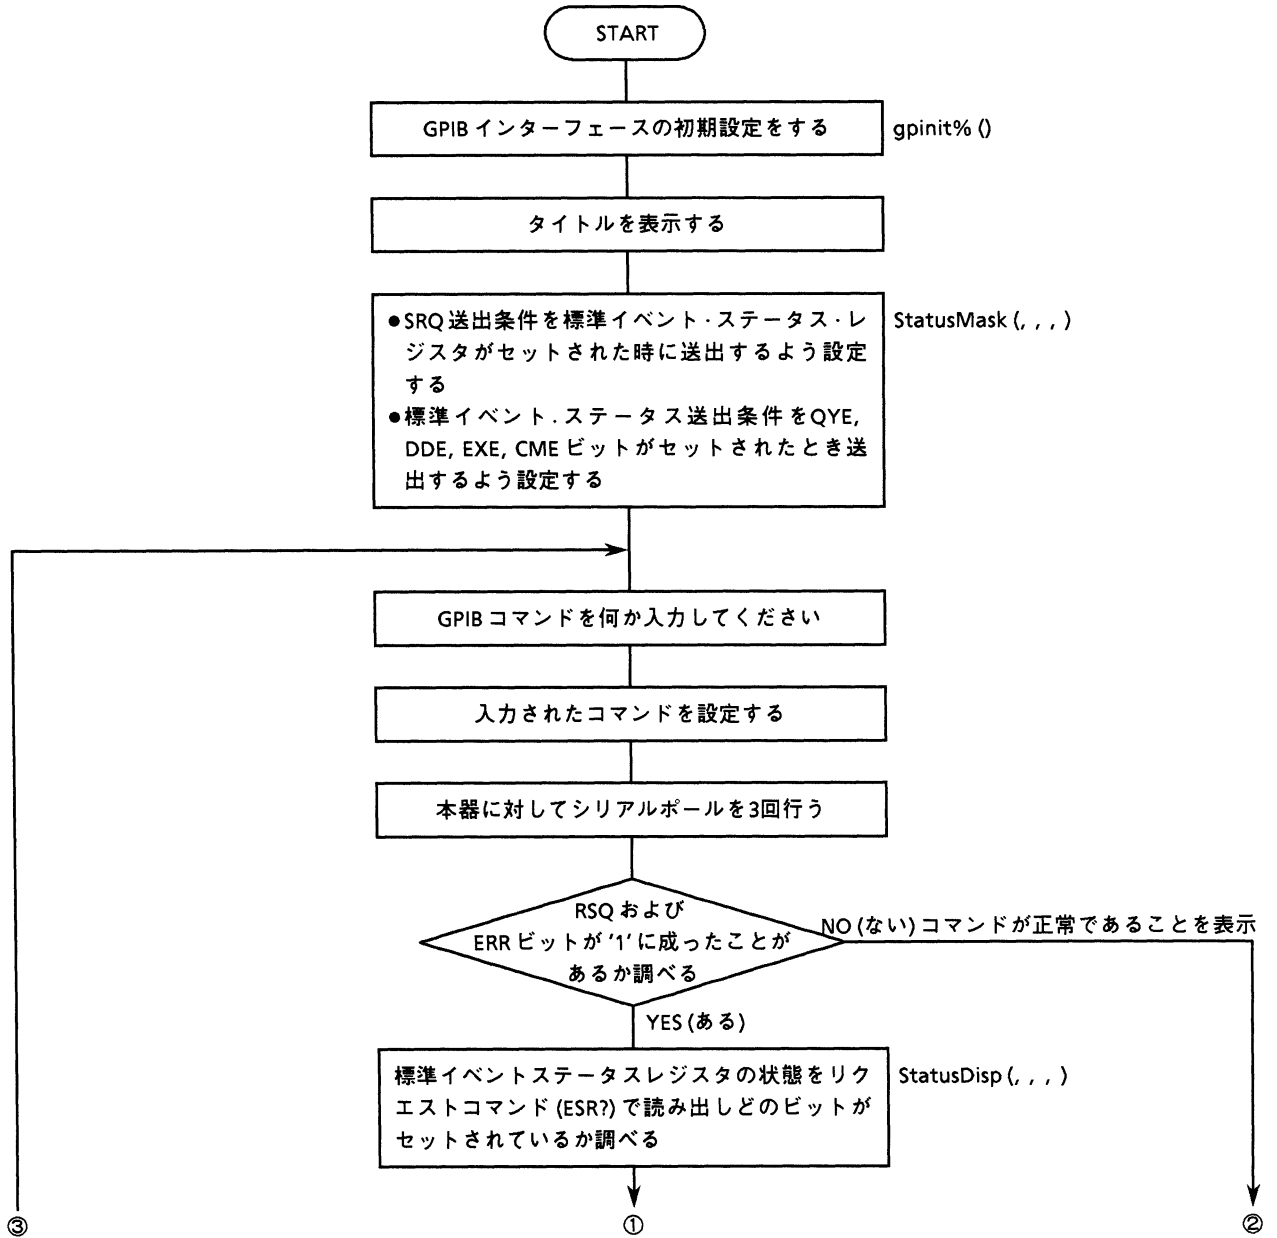 START
GPIB インターフェースの初期設定をする
gpinit% ()
タイトルを表示する
●SRQ 送出条件を標準イベント・ステータス・レ
ジスタがセットされた時に送出するよう設定
する
●標準イベント.ステータス送出条件をQYE,
DDE, EXE, CME ビットがセットされたとき送
出するよう設定する
StatusMask (, , , )
GPIB コマンドを何か入力してください
入力されたコマンドを設定する
本器に対してシリアルポールを3回行う
RSQ および
ERR ビットが '1' に成ったことが
あるか調べる
NO (ない) コマンドが正常であることを表示
YES (ある)
標準イベントステータスレジスタの状態をリク
エストコマンド (ESR?) で読み出しどのビットが
セットされているか調べる
StatusDisp (, , , )
③
①
②